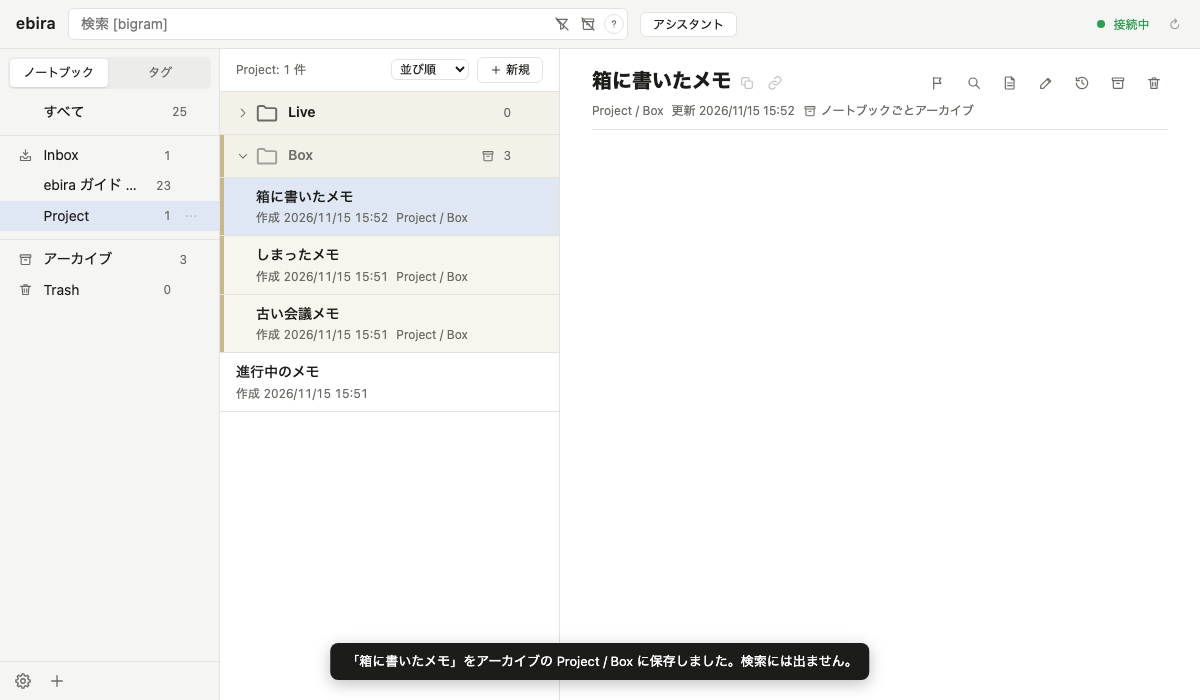 ebira
検索 [bigram]
?
アシスタント
接続中
ノートブック
タグ
すべて 25
Inbox 1
ebira ガイド ... 23
Project 1 ...
アーカイブ 3
Trash 0
Project: 1 件
並び順
+ 新規
Live 0
Box 3
箱に書いたメモ
作成 2026/11/15 15:52 Project / Box
しまったメモ
作成 2026/11/15 15:51 Project / Box
古い会議メモ
作成 2026/11/15 15:51 Project / Box
進行中のメモ
作成 2026/11/15 15:51
箱に書いたメモ
Project / Box 更新 2026/11/15 15:52 ノートブックごとアーカイブ
「箱に書いたメモ」をアーカイブの Project / Box に保存しました。検索には出ません。